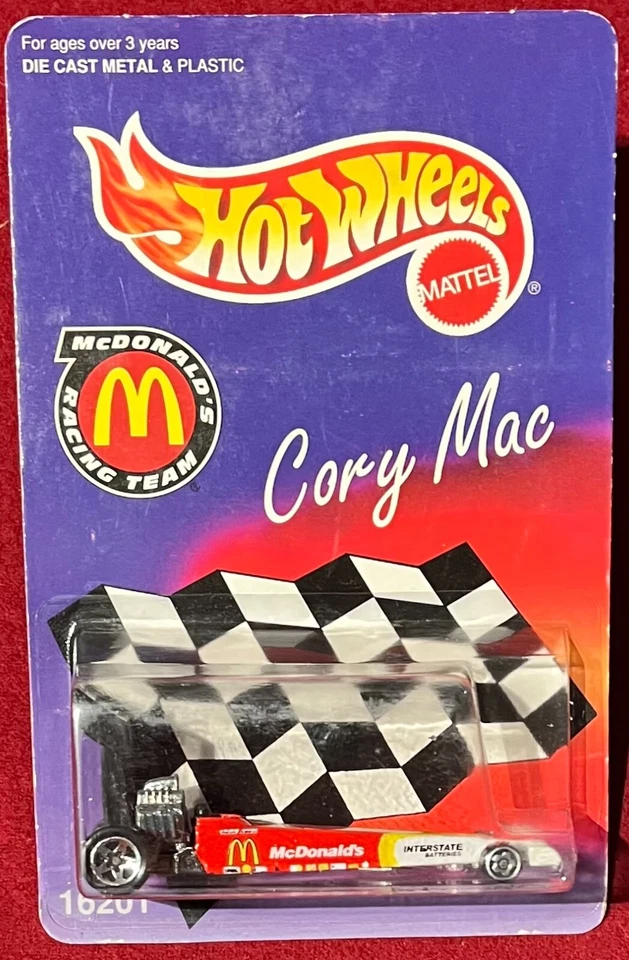 For ages over 3 years
DIE CAST METAL & PLASTIC
HOT WHEELS
MATTEL
®
McDONALD'S
M
RACING TEAM
Cory Mac
McDonald's
INTERSTATE
BATTERIES
16201